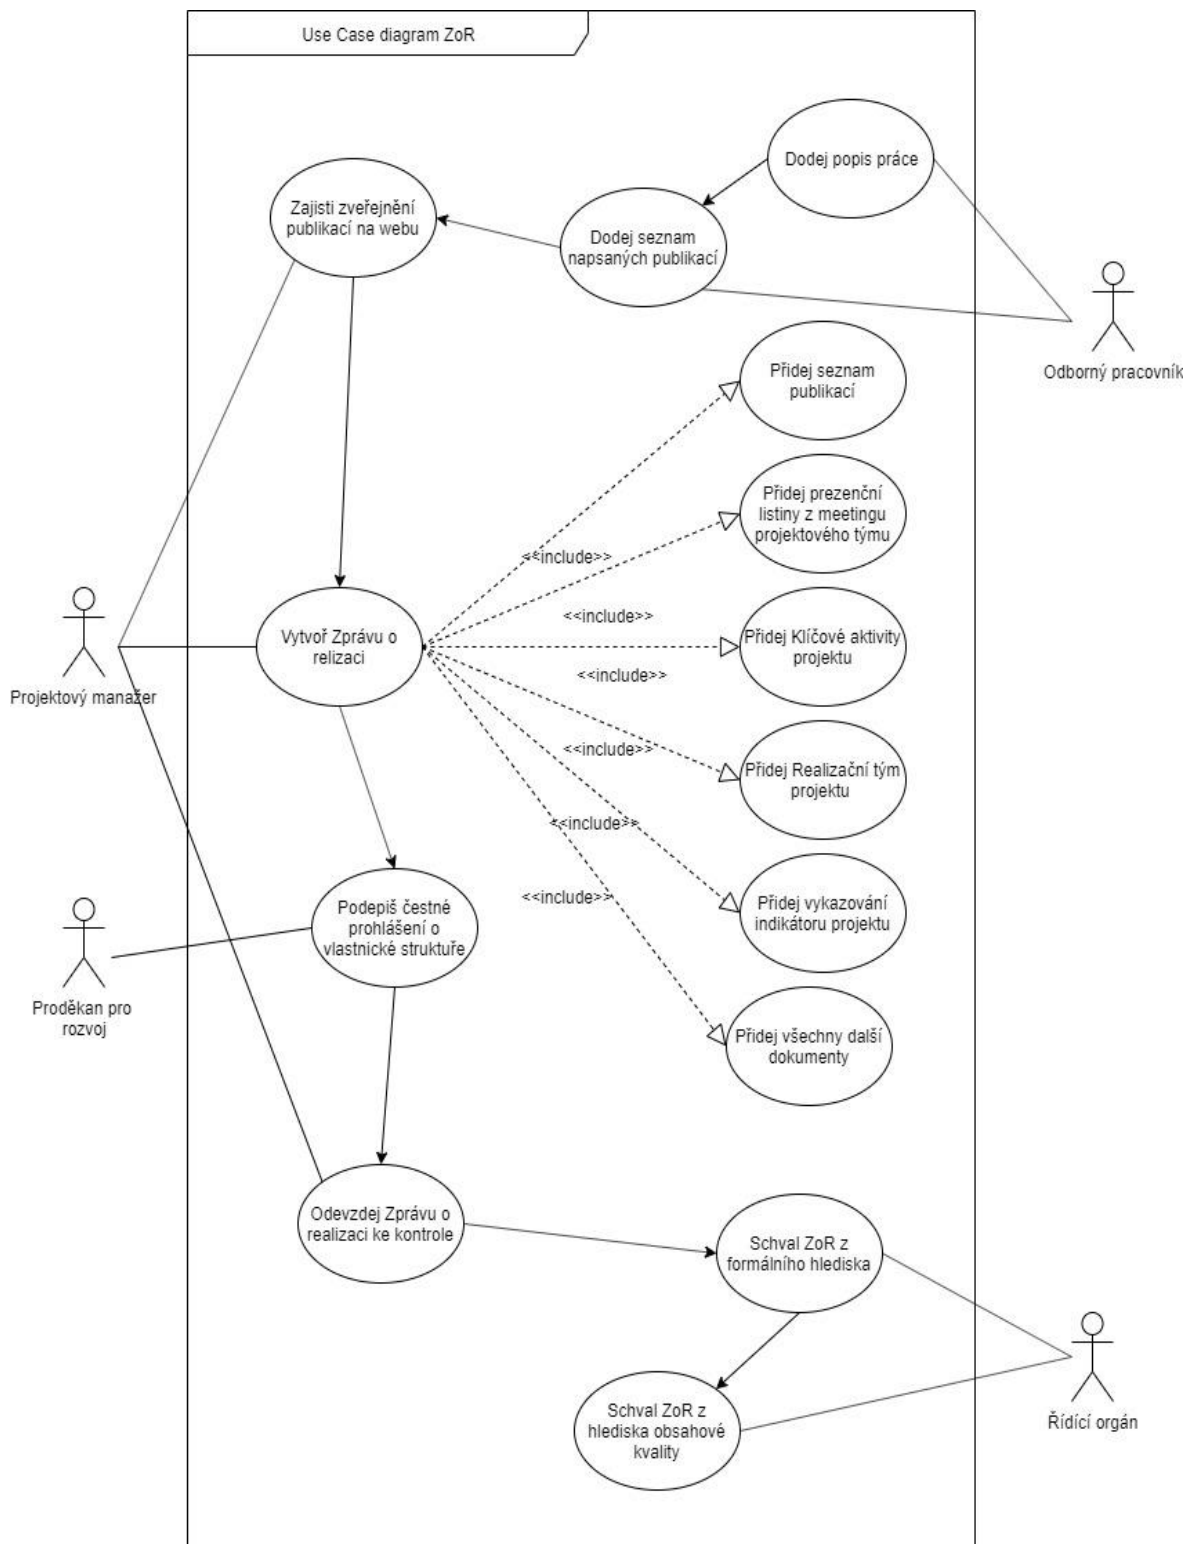 Use Case diagram ZoR
Dodej popis práce
Zajisti zveřejnění
publikací na webu
Dodej seznam
napsaných publikací
Odborný pracovník
Přidej seznam
publikací
Přidej prezenční
listiny z meetingu
projektového týmu
<<include>>
<<include>>
Přidej Klíčové aktivity
projektu
Vytvoř Zprávu o
relizaci
Projektový manažer
<<include>>
<<include>>
Přidej Realizační tým
projektu
<<include>>
<<include>>
Přidej vykazování
indikátoru projektu
Podepiš čestné
prohlášení o
vlastnické struktuře
Proděkan pro
rozvoj
Přidej všechny další
dokumenty
Odevzdej Zprávu o
realizaci ke kontrole
Schval ZoR z
formálního hlediska
Schval ZoR z
hlediska obsahové
kvality
Řídící orgán